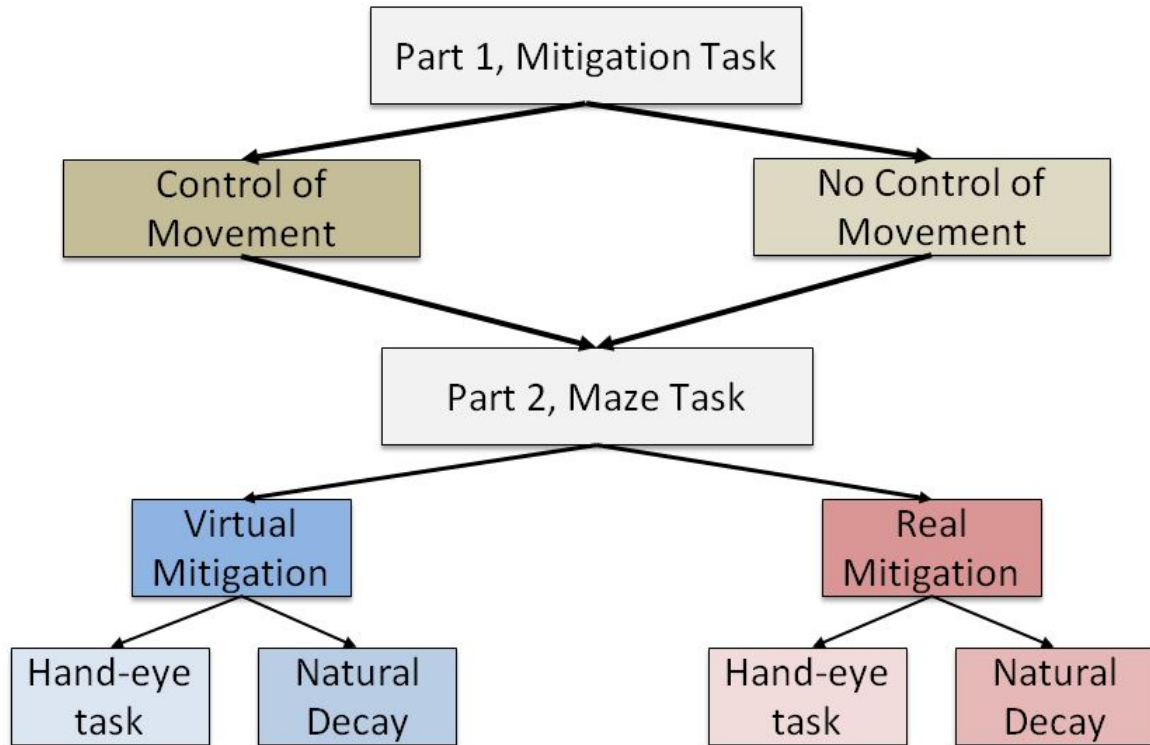 Part 1, Mitigation Task
Control of
Movement
No Control of
Movement
Part 2, Maze Task
Virtual
Mitigation
Real
Mitigation
Hand-eye
task
Natural
Decay
Hand-eye
task
Natural
Decay